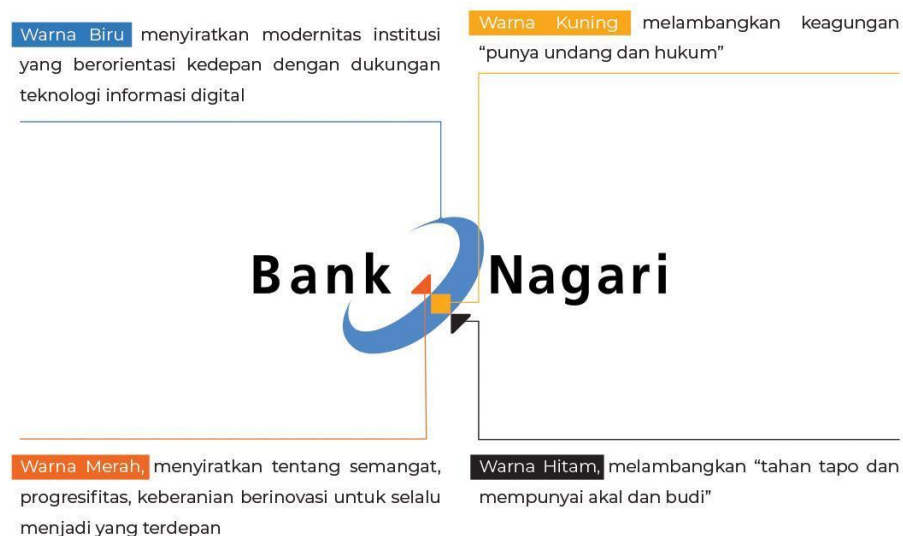 Warna Biru menyiratkan modernitas institusi
yang berorientasi kedepan dengan dukungan
teknologi informasi digital
Warna Kuning melambangkan keagungan
“punya undang dan hukum”
Bank Nagari
Warna Merah, menyiratkan tentang semangat,
progresifitas, keberanian berinovasi untuk selalu
menjadi yang terdepan
Warna Hitam, melambangkan “tahan tapo dan
mempunyai akal dan budi”